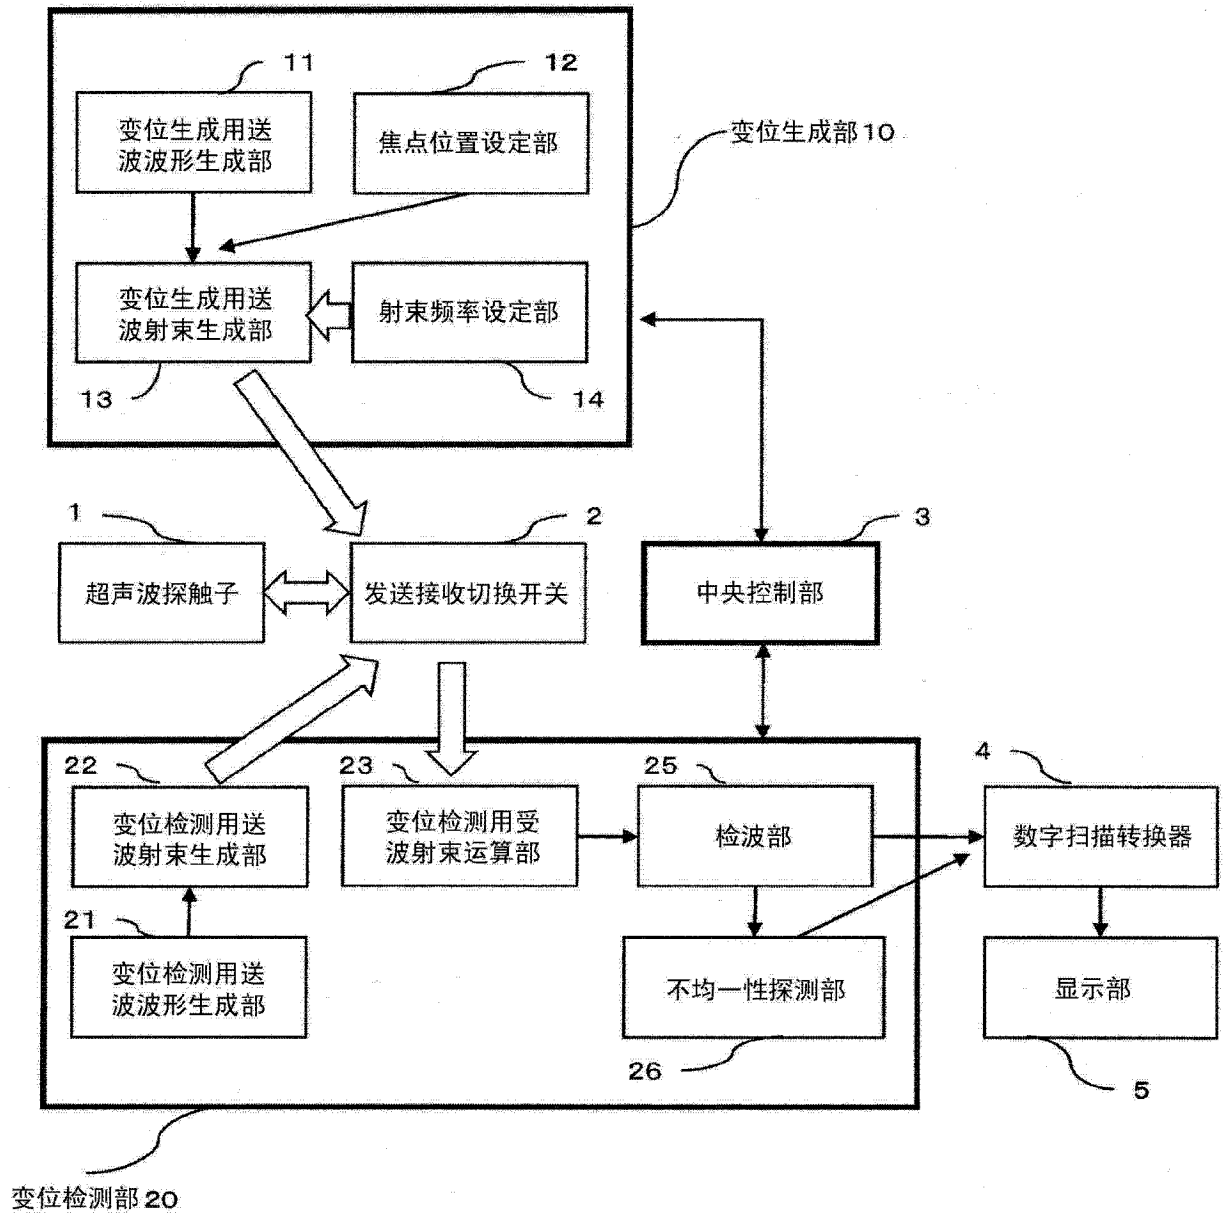 11
12
变位生成用送
波波形生成部
焦点位置设定部
变位生成部10
变位生成用送
波射束生成部
射束频率设定部
13
14
1
2
3
超声波探触子
发送接收切换开关
中央控制部
22
23
25
4
变位检测用送
波射束生成部
变位检测用受
波射束运算部
检波部
数字扫描转换器
21
变位检测用送
波波形生成部
不均一性探测部
显示部
26
5
变位检测部20